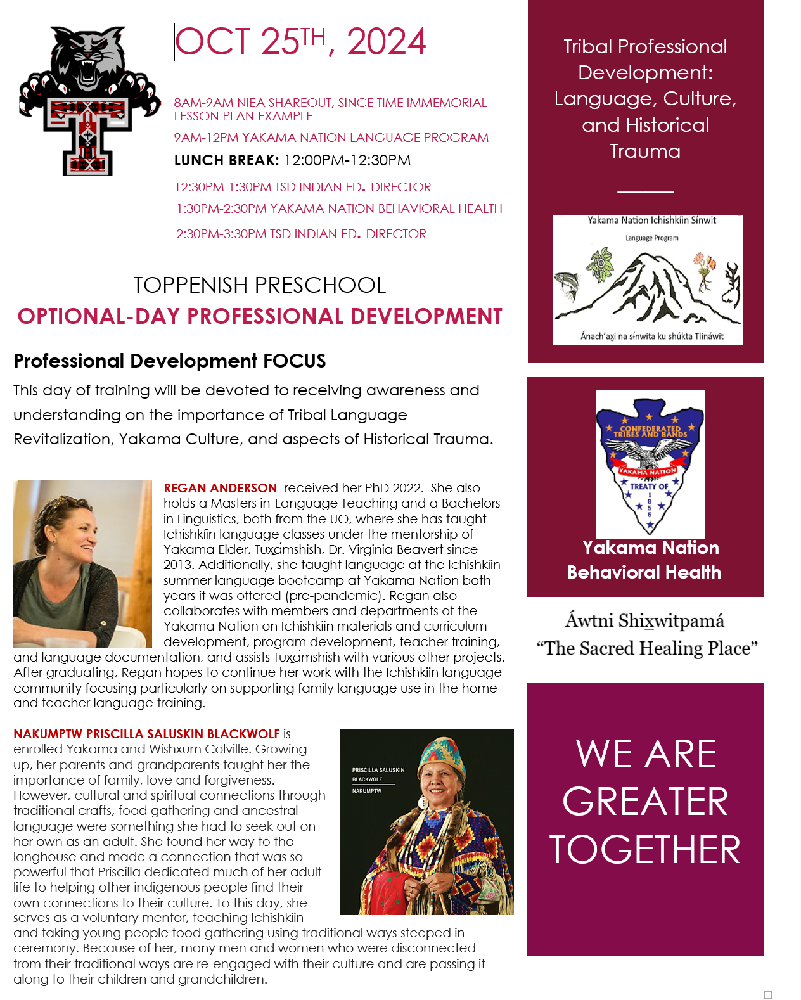 OCT 25TH, 2024
8AM-9AM NIEA SHAREOUT, SINCE TIME IMMEMORIAL
LESSON PLAN EXAMPLE
9AM-12PM YAKAMA NATION LANGUAGE PROGRAM
LUNCH BREAK: 12:00PM-12:30PM
12:30PM-1:30PM TSD INDIAN ED. DIRECTOR
1:30PM-2:30PM YAKAMA NATION BEHAVIORAL HEALTH
2:30PM-3:30PM TSD INDIAN ED. DIRECTOR
TOPPENISH PRESCHOOL
OPTIONAL-DAY PROFESSIONAL DEVELOPMENT
Professional Development FOCUS
This day of training will be devoted to receiving awareness and
understanding on the importance of Tribal Language
Revitalization, Yakama Culture, and aspects of Historical Trauma.
REGAN ANDERSON received her PhD 2022. She also
holds a Masters in Language Teaching and a Bachelors
in Linguistics, both from the UO, where she has taught
Ichishkíin language classes under the mentorship of
Yakama Elder, Tux̲ámshish, Dr. Virginia Beavert since
2013. Additionally, she taught language at the Ichishkíin
summer language bootcamp at Yakama Nation both
years it was offered (pre-pandemic). Regan also
collaborates with members and departments of the
Yakama Nation on Ichishkiin materials and curriculum
development, program development, teacher training,
and language documentation, and assists Tux̲ámshish with various other projects.
After graduating, Regan hopes to continue her work with the Ichishkiin language
community focusing particularly on supporting family language use in the home
and teacher language training.
NAKUMPTW PRISCILLA SALUSKIN BLACKWOLF is
enrolled Yakama and Wishxum Colville. Growing
up, her parents and grandparents taught her the
importance of family, love and forgiveness.
However, cultural and spiritual connections through
traditional crafts, food gathering and ancestral
language were something she had to seek out on
her own as an adult. She found her way to the
longhouse and made a connection that was so
powerful that Priscilla dedicated much of her adult
life to helping other indigenous people find their
own connections to their culture. To this day, she
serves as a voluntary mentor, teaching Ichishkiin
and taking young people food gathering using traditional ways steeped in
ceremony. Because of her, many men and women who were disconnected
from their traditional ways are re-engaged with their culture and are passing it
along to their children and grandchildren.
PRISCILLA SALUSKIN
BLACKWOLF
NAKUMPTW
Tribal Professional
Development:
Language, Culture,
and Historical
Trauma
Yakama Nation Ichishkíin Sɨ́nwit
Language Program
Ánach'ax̲i na sɨ́nwita ku shúkta Tiináwit
CONFEDERATED
TRIBES AND BANDS
YAKAMA NATION
TREATY OF
1
8
5
5
Yakama Nation
Behavioral Health
Áwtni Shix̲witpamá
“The Sacred Healing Place”
WE ARE
GREATER
TOGETHER